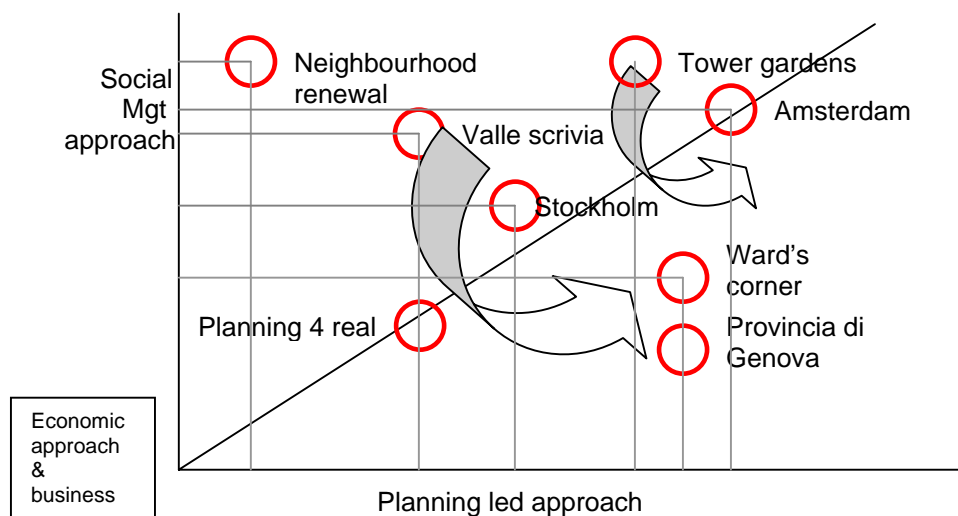 Social
Mgt
approach
Neighbourhood
renewal
Tower gardens
Amsterdam
Valle scrivia
Stockholm
Ward's
corner
Planning 4 real
Provincia di
Genova
Economic
approach
&
business
Planning led approach